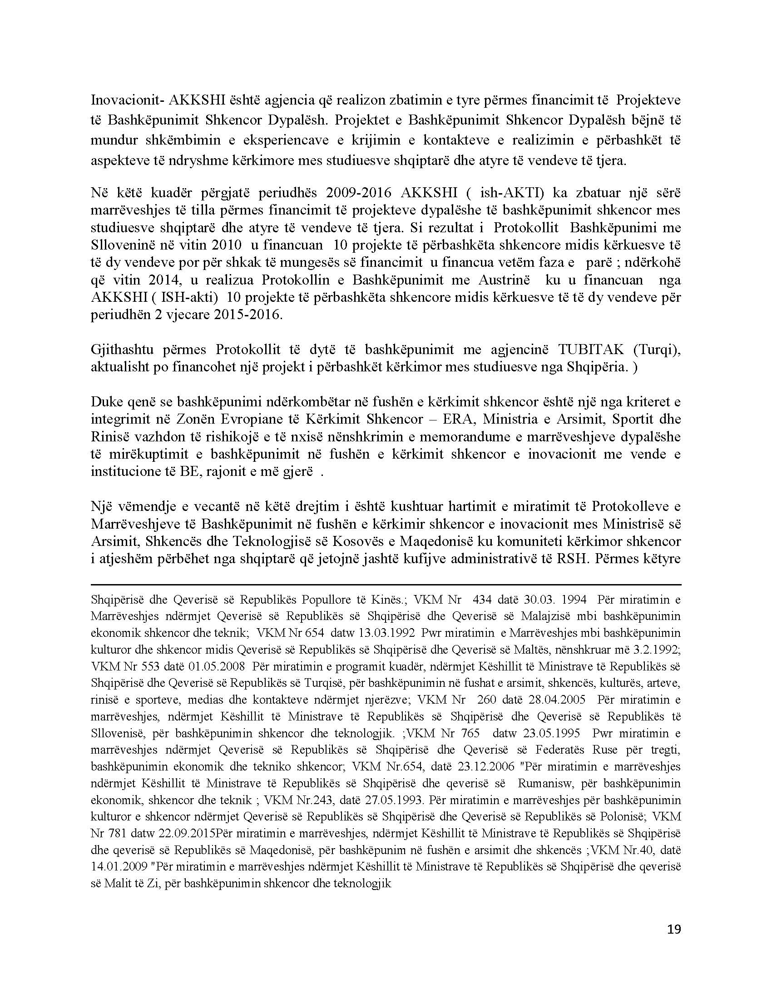 Inovacionit- AKKSHI është agjencia që realizon zbatimin e tyre përmes financimit të  Projekteve
të Bashkëpunimit Shkencor Dypalësh. Projektet e Bashkëpunimit Shkencor Dypalësh bëjnë të
mundur shkëmbimin e eksperiencave e krijimin e kontakteve e realizimin e përbashkët të
aspekteve të ndryshme kërkimore mes studiuesve shqiptarë dhe atyre të vendeve të tjera.
Në këtë kuadër përgjatë periudhës 2009-2016 AKKSHI ( ish-AKTI) ka zbatuar një sërë
marrëveshjes të tilla përmes financimit të projekteve dypalëshe të bashkëpunimit shkencor mes
studiuesve shqiptarë dhe atyre të vendeve të tjera. Si rezultat i  Protokollit  Bashkëpunimi me
Slloveninë në vitin 2010  u financuan  10 projekte të përbashkëta shkencore midis kërkuesve të
të dy vendeve por për shkak të mungesës së financimit  u financua vetëm faza e   parë ; ndërkohë
që vitin 2014, u realizua Protokollin e Bashkëpunimit me Austrinë  ku u financuan  nga
AKKSHI ( ISH-akti)  10 projekte të përbashkëta shkencore midis kërkuesve të të dy vendeve për
periudhën 2 vjecare 2015-2016.
Gjithashtu përmes Protokollit të dytë të bashkëpunimit me agjencinë TUBITAK (Turqi),
aktualisht po financohet një projekt i përbashkët kërkimor mes studiuesve nga Shqipëria. )
Duke qenë se bashkëpunimi ndërkombëtar në fushën e kërkimit shkencor është një nga kriteret e
integrimit në Zonën Evropiane të Kërkimit Shkencor – ERA, Ministria e Arsimit, Sportit dhe
Rinisë vazhdon të rishikojë e të nxisë nënshkrimin e memorandume e marrëveshjeve dypalëshe
të mirëkuptimit e bashkëpunimit në fushën e kërkimit shkencor e inovacionit me vende e
institucione të BE, rajonit e më gjerë  .
Një vëmendje e vecantë në këtë drejtim i është kushtuar hartimit e miratimit të Protokolleve e
Marrëveshjeve të Bashkëpunimit në fushën e kërkimir shkencor e inovacionit mes Ministrisë së
Arsimit, Shkencës dhe Teknologjisë së Kosovës e Maqedonisë ku komuniteti kërkimor shkencor
i atjeshëm përbëhet nga shqiptarë që jetojnë jashtë kufijve administrativë të RSH. Përmes këtyre
Shqipërisë dhe Qeverisë së Republikës Popullore të Kinës.; VKM Nr  434 datë 30.03. 1994  Për miratimin e
Marrëveshjes ndërmjet Qeverisë së Republikës së Shqipërisë dhe Qeverisë së Malajzisë mbi bashkëpunimin
ekonomik shkencor dhe teknik;  VKM Nr 654  datw 13.03.1992  Pwr miratimin  e Marrëveshjes mbi bashkëpunimin
kulturor dhe shkencor midis Qeverisë së Republikës së Shqipërisë dhe Qeverisë së Maltës, nënshkruar më 3.2.1992;
VKM Nr 553 datë 01.05.2008  Për miratimin e programit kuadër, ndërmjet Këshillit të Ministrave të Republikës së
Shqipërisë dhe Qeverisë së Republikës së Turqisë, për bashkëpunimin në fushat e arsimit, shkencës, kulturës, arteve,
rinisë e sporteve, medias dhe kontakteve ndërmjet njerëzve; VKM Nr  260 datë 28.04.2005  Për miratimin e
marrëveshjes, ndërmjet Këshillit të Ministrave të Republikës së Shqipërisë dhe Qeverisë së Republikës të
Sllovenisë, për bashkëpunimin shkencor dhe teknologjik. ;VKM Nr 765  datw 23.05.1995  Pwr miratimin e
marrëveshjes ndërmjet Qeverisë së Republikës së Shqipërisë dhe Qeverisë së Federatës Ruse për tregti,
bashkëpunimin ekonomik dhe tekniko shkencor; VKM Nr.654, datë 23.12.2006 "Për miratimin e marrëveshjes
ndërmjet Këshillit të Ministrave të Republikës së Shqipërisë dhe qeverisë së  Rumanisw, për bashkëpunimin
ekonomik, shkencor dhe teknik ; VKM Nr.243, datë 27.05.1993. Për miratimin e marrëveshjes për bashkëpunimin
kulturor e shkencor ndërmjet Qeverisë së Republikës së Shqipërisë dhe Qeverisë së Republikës së Polonisë; VKM
Nr 781 datw 22.09.2015Për miratimin e marrëveshjes, ndërmjet Këshillit të Ministrave të Republikës së Shqipërisë
dhe qeverisë së Republikës së Maqedonisë, për bashkëpunim në fushën e arsimit dhe shkencës ;VKM Nr.40, datë
14.01.2009 "Për miratimin e marrëveshjes ndërmjet Këshillit të Ministrave të Republikës së Shqipërisë dhe qeverisë
së Malit të Zi, për bashkëpunimin shkencor dhe teknologjik
19